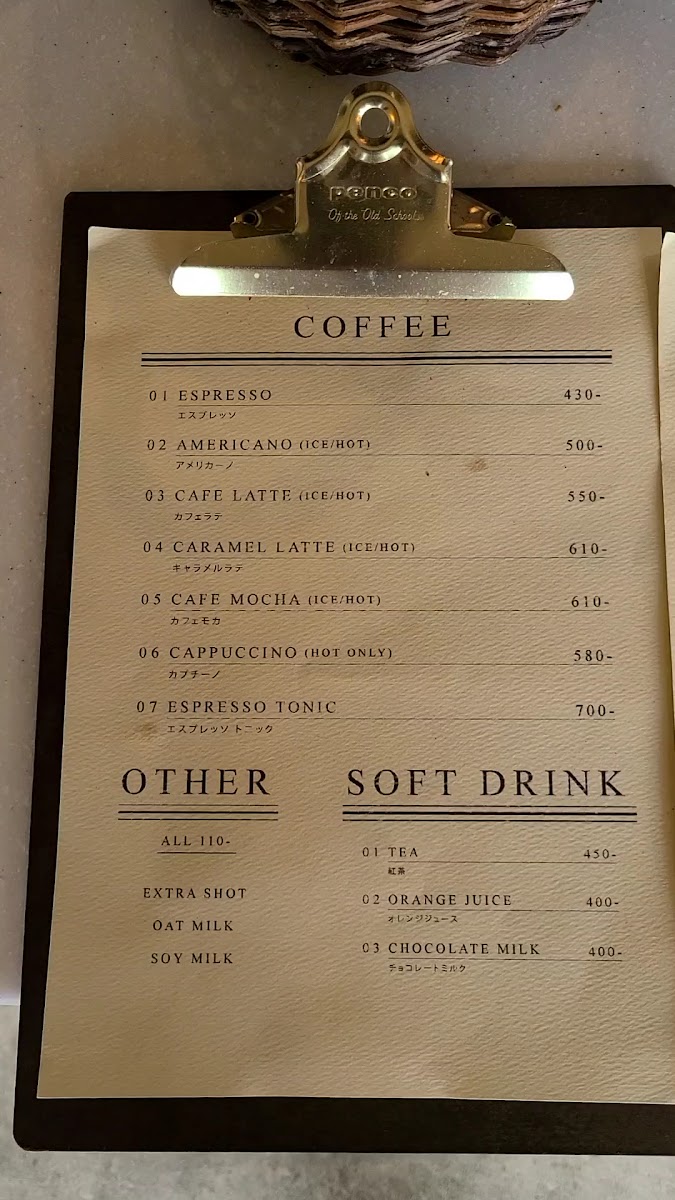 penco
Of the Old School
COFFEE
01 ESPRESSO 430-
エスプレッソ
02 AMERICANO (ICE/HOT) 500-
アメリカーノ
03 CAFE LATTE (ICE/HOT) 550-
カフェラテ
04 CARAMEL LATTE (ICE/HOT) 610-
キャラメルラテ
05 CAFE MOCHA (ICE/HOT) 610-
カフェモカ
06 CAPPUCCINO (HOT ONLY) 580-
カプチーノ
07 ESPRESSO TONIC 700-
エスプレッソ トニック
OTHER
ALL 110-
EXTRA SHOT
OAT MILK
SOY MILK
SOFT DRINK
01 TEA 450-
紅茶
02 ORANGE JUICE 400-
オレンジジュース
03 CHOCOLATE MILK 400-
チョコレートミルク